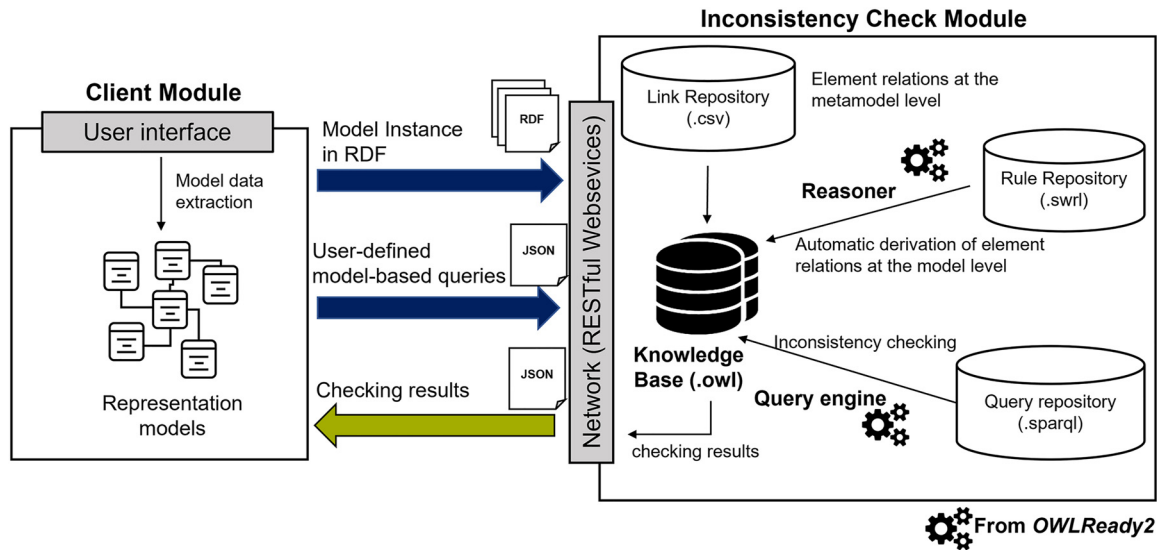 Inconsistency Check Module
Client Module
User interface
Model data
extraction
Representation
models
Model Instance
in RDF
RDF
User-defined
model-based queries
JSON
Checking results
JSON
Network (RESTful Websevices)
Link Repository
(.csv)
Element relations at the
metamodel level
Reasoner
Rule Repository
(.swrl)
Automatic derivation of element
relations at the model level
Knowledge
Base (.owl)
Inconsistency checking
Query engine
Query repository
(.sparql)
checking results
From OWLReady2